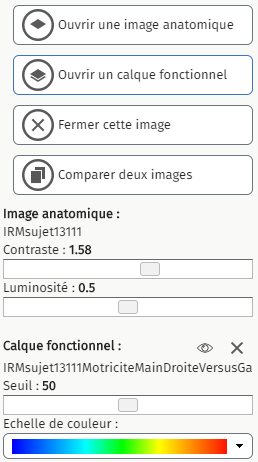 Ouvrir une image anatomique
Ouvrir un calque fonctionnel
Fermer cette image
Comparer deux images
Image anatomique :
IRMsujet13111
Contraste : 1.58
Luminosité : 0.5
Calque fonctionnel :
IRMsujet13111MotriciteMainDroiteVersusGa
Seuil : 50
Echelle de couleur :